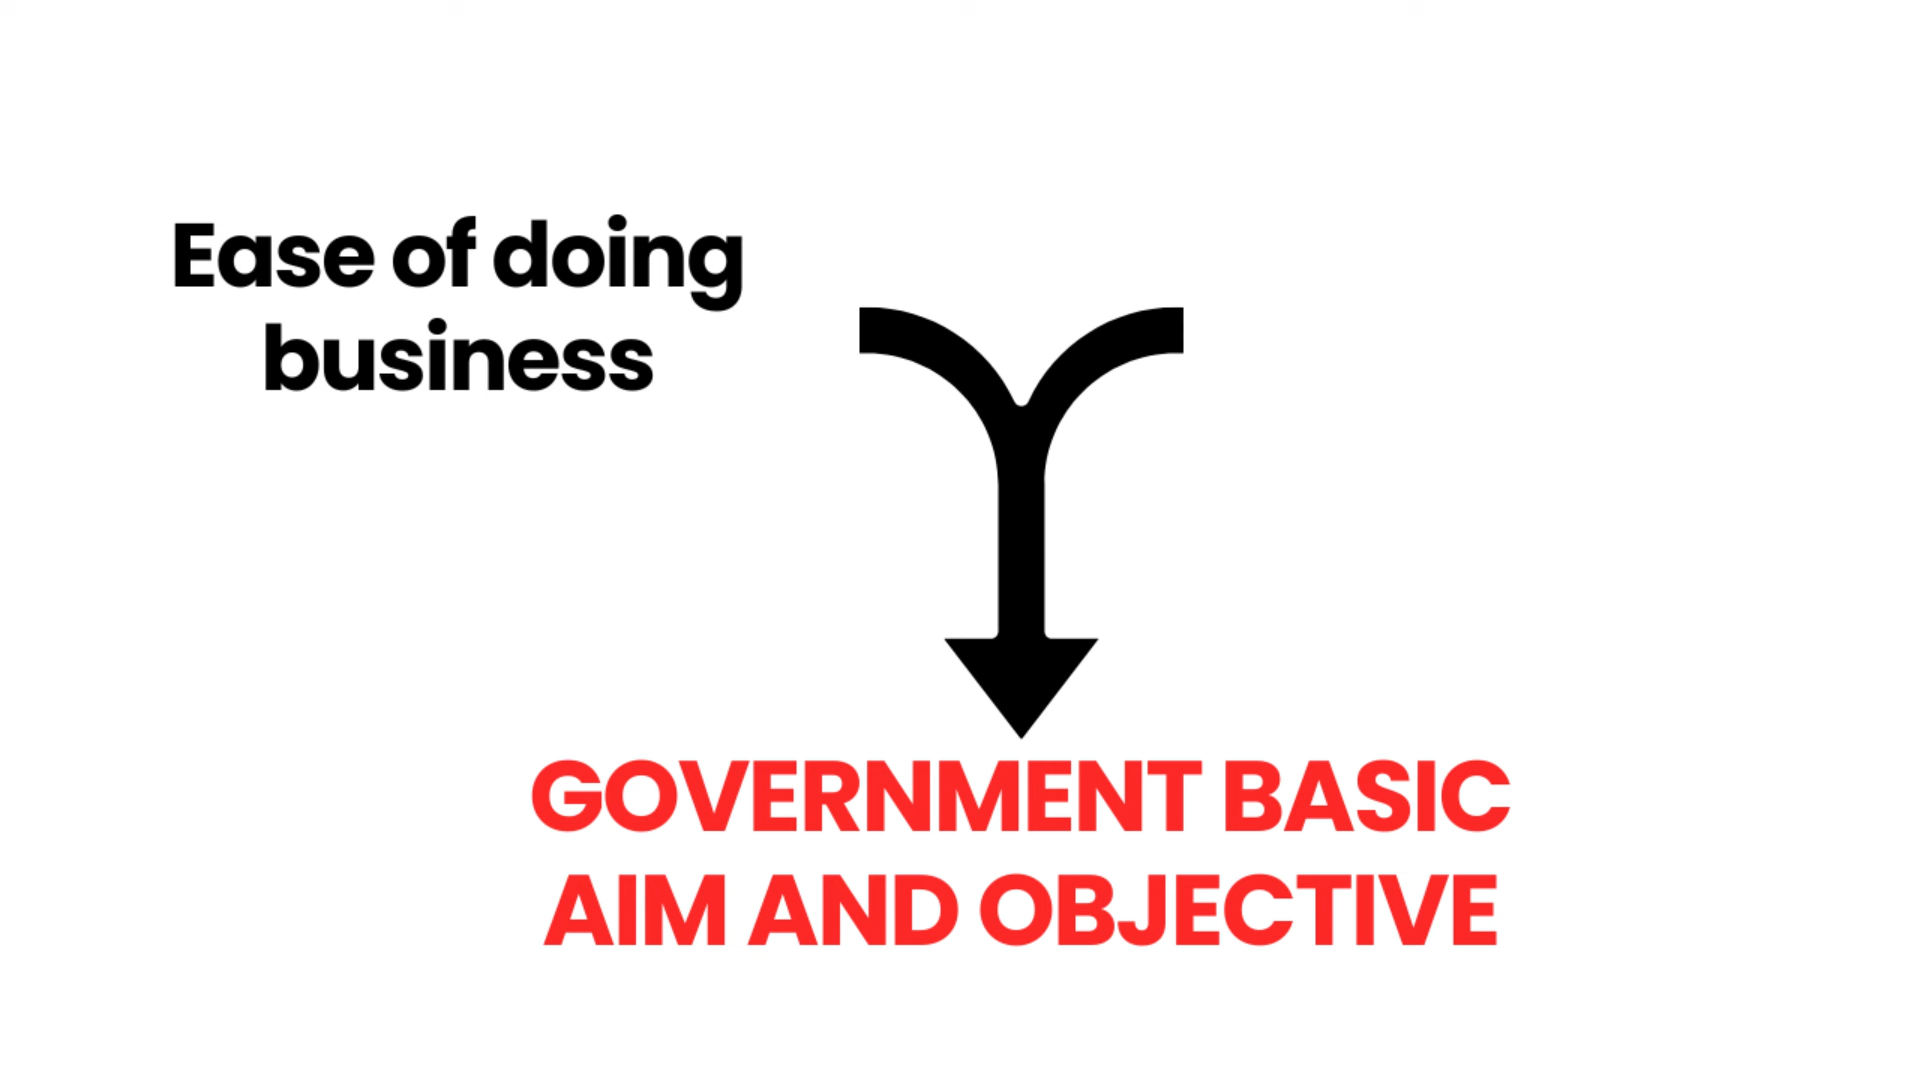 Ease of doing
business
GOVERNMENT BASIC
AIM AND OBJECTIVE